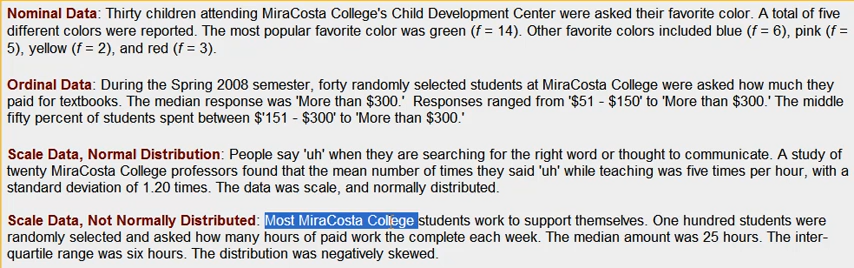 Nominal Data: Thirty children attending MiraCosta College's Child Development Center were asked their favorite color. A total of five
different colors were reported. The most popular favorite color was green (f = 14). Other favorite colors included blue (f = 6), pink (f =
5), yellow (f = 2), and red (f = 3).
Ordinal Data: During the Spring 2008 semester, forty randomly selected students at MiraCosta College were asked how much they
paid for textbooks. The median response was 'More than $300.' Responses ranged from '$51 - $150' to 'More than $300.' The middle
fifty percent of students spent between $'151 - $300' to 'More than $300.'
Scale Data, Normal Distribution: People say 'uh' when they are searching for the right word or thought to communicate. A study of
twenty MiraCosta College professors found that the mean number of times they said 'uh' while teaching was five times per hour, with a
standard deviation of 1.20 times. The data was scale, and normally distributed.
Scale Data, Not Normally Distributed: Most MiraCosta College students work to support themselves. One hundred students were
randomly selected and asked how many hours of paid work the complete each week. The median amount was 25 hours. The inter-
quartile range was six hours. The distribution was negatively skewed.